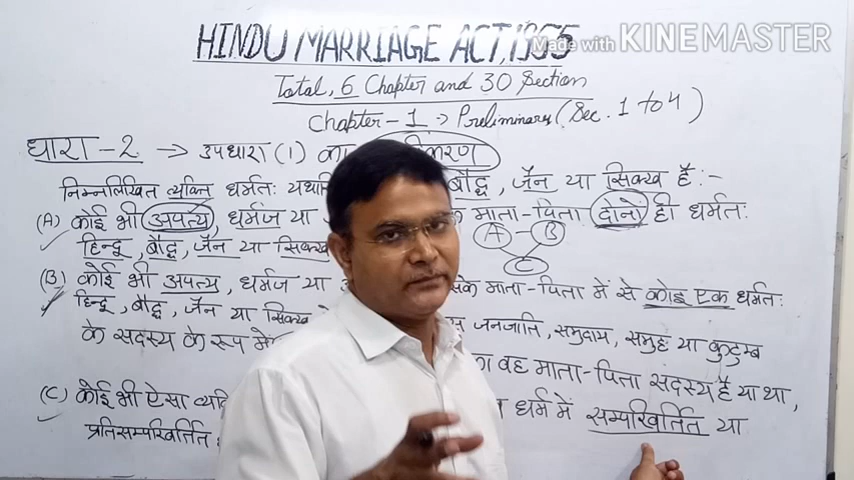 HINDU MARRIAGE ACT, 1955
Made with KINEMASTER
Total, 6 Chapter and 30 Section
Chapter - 1 → Preliminary (Sec. 1 to 4)
धारा - 2 → उपधारा (1) का
निम्नलिखित व्यक्ति धर्मतः बौद्ध, जैन या सिक्ख है :-
(A) कोई भी अपत्य, धर्मज या माता-पिता दोनों ही धर्मतः
हिन्दू, बौद्ध, जैन या सिक्ख
A B
C
(B) कोई भी अपत्य, धर्मज या माता-पिता में से कोई एक धर्मतः
हिन्दू, बौद्ध, जैन या सिक्ख जनजाति, समुदाय, समूह या कुटुम्ब
के सदस्य के रूप में वह माता-पिता सदस्य है या था,
(C) कोई भी ऐसा धर्म में सम्परिवर्तित या
प्रतिसम्परिवर्तित